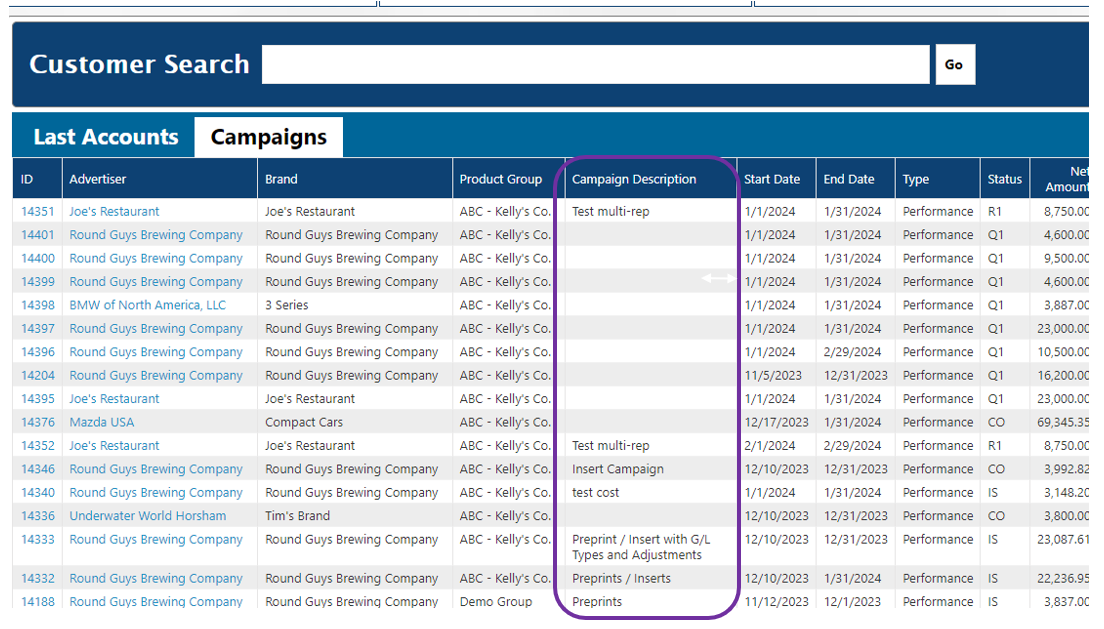 Customer Search Go
Last Accounts Campaigns
ID Advertiser Brand Product Group Campaign Description Start Date End Date Type Status Net Amount
14351 Joe's Restaurant Joe's Restaurant ABC - Kelly's Co. Test multi-rep 1/1/2024 1/31/2024 Performance R1 8,750.00
14401 Round Guys Brewing Company Round Guys Brewing Company ABC - Kelly's Co. 1/1/2024 1/31/2024 Performance Q1 4,600.00
14400 Round Guys Brewing Company Round Guys Brewing Company ABC - Kelly's Co. 1/1/2024 1/31/2024 Performance Q1 9,500.00
14399 Round Guys Brewing Company Round Guys Brewing Company ABC - Kelly's Co. 1/1/2024 1/31/2024 Performance Q1 4,600.00
14398 BMW of North America, LLC 3 Series ABC - Kelly's Co. 1/1/2024 1/31/2024 Performance Q1 3,887.00
14397 Round Guys Brewing Company Round Guys Brewing Company ABC - Kelly's Co. 1/1/2024 1/31/2024 Performance Q1 23,000.00
14396 Round Guys Brewing Company Round Guys Brewing Company ABC - Kelly's Co. 1/1/2024 2/29/2024 Performance Q1 10,500.00
14204 Round Guys Brewing Company Round Guys Brewing Company ABC - Kelly's Co. 11/5/2023 12/31/2023 Performance Q1 16,200.00
14395 Joe's Restaurant Joe's Restaurant ABC - Kelly's Co. 1/1/2024 1/31/2024 Performance Q1 23,000.00
14376 Mazda USA Compact Cars ABC - Kelly's Co. 12/17/2023 1/31/2024 Performance CO 69,345.35
14352 Joe's Restaurant Joe's Restaurant ABC - Kelly's Co. Test multi-rep 2/1/2024 2/29/2024 Performance R1 8,750.00
14346 Round Guys Brewing Company Round Guys Brewing Company ABC - Kelly's Co. Insert Campaign 12/10/2023 12/31/2023 Performance CO 3,992.82
14340 Round Guys Brewing Company Round Guys Brewing Company ABC - Kelly's Co. test cost 1/1/2024 1/31/2024 Performance IS 3,148.20
14336 Underwater World Horsham Tim's Brand ABC - Kelly's Co. 12/10/2023 12/31/2023 Performance CO 3,800.00
14333 Round Guys Brewing Company Round Guys Brewing Company ABC - Kelly's Co. Preprint / Insert with G/L 12/10/2023 12/31/2023 Performance IS 23,087.61
Types and Adjustments
14332 Round Guys Brewing Company Round Guys Brewing Company ABC - Kelly's Co. Preprints / Inserts 12/10/2023 1/31/2024 Performance IS 22,236.95
14188 Round Guys Brewing Company Round Guys Brewing Company Demo Group Preprints 11/12/2023 12/1/2023 Performance IS 3,837.00